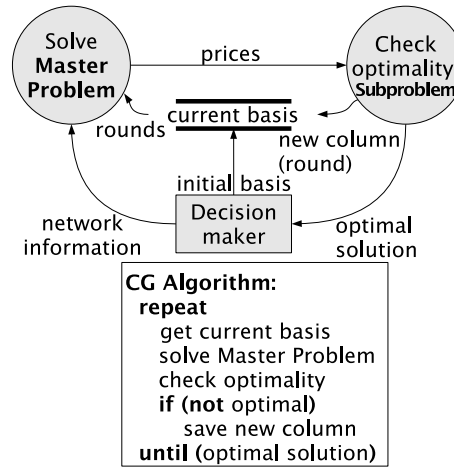 Solve
Master
Problem
prices
Check
optimality
Subproblem
rounds
current basis
new column
(round)
initial basis
network
information
Decision
maker
optimal
solution
CG Algorithm:
repeat
get current basis
solve Master Problem
check optimality
if (not optimal)
save new column
until (optimal solution)